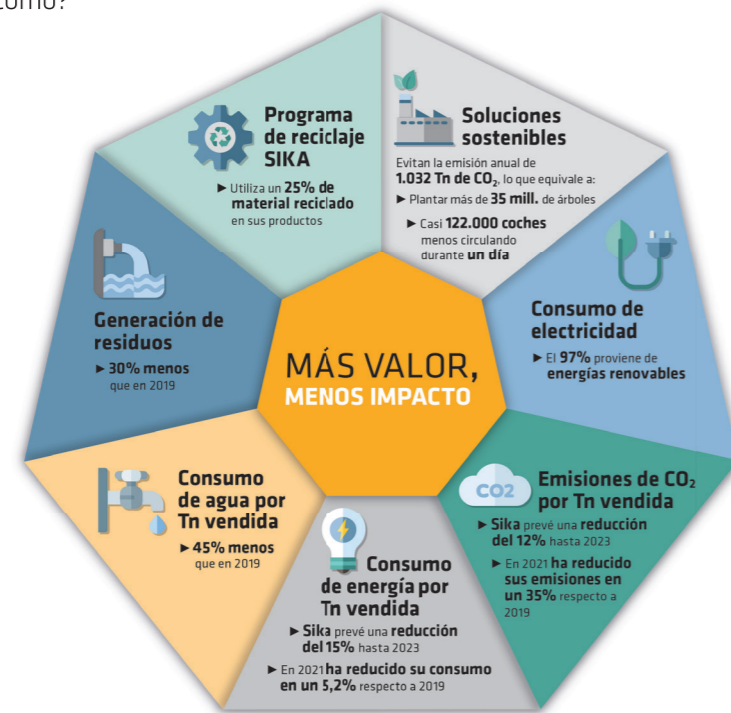 como?
Programa
de reciclaje
SIKA
► Utiliza un 25% de
material reciclado
en sus productos
Soluciones
sostenibles
Evitan la emisión anual de
1.032 Tn de CO₂, lo que equivale a:
► Plantar más de 35 mill. de árboles
► Casi 122.000 coches
menos circulando
durante un día
Consumo de
electricidad
► El 97% proviene de
energías renovables
Emisiones de CO₂
por Tn vendida
► Sika prevé una reducción
del 12% hasta 2023
► En 2021 ha reducido
sus emisiones en
un 35% respecto a
2019
CO2
Consumo
de energía por
Tn vendida
► Sika prevé una reducción
del 15% hasta 2023
► En 2021 ha reducido su consumo
en un 5,2% respecto a 2019
Consumo
de agua por
Tn vendida
► 45% menos
que en 2019
Generación de
residuos
► 30% menos
que en 2019
MÁS VALOR,
MENOS IMPACTO